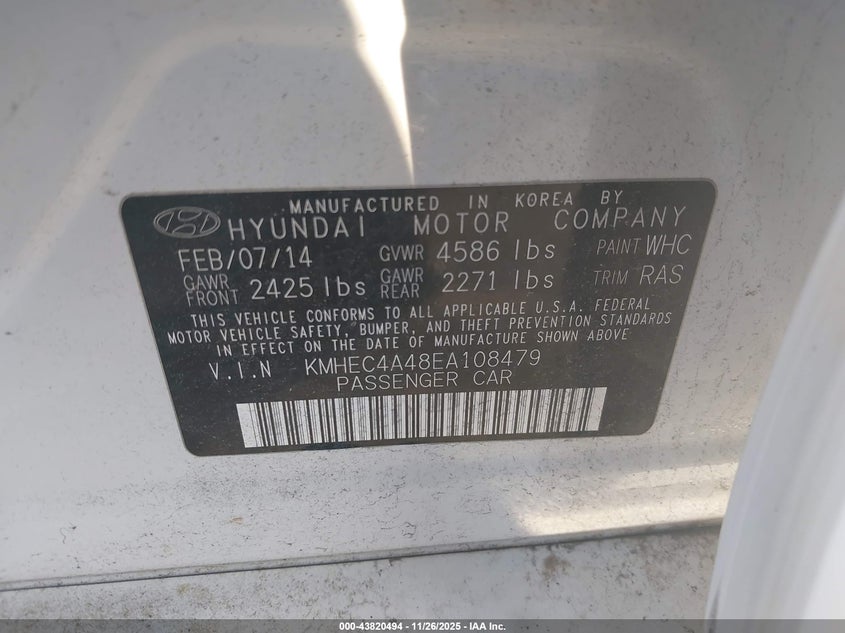 MANUFACTURED IN KOREA BY
HYUNDAI MOTOR COMPANY
FEB/07/14 GVWR 4586 lbs PAINT WHC
GAWR FRONT 2425 lbs GAWR REAR 2271 lbs TRIM RAS
THIS VEHICLE CONFORMS TO ALL APPLICABLE U.S.A. FEDERAL
MOTOR VEHICLE SAFETY, BUMPER, AND THEFT PREVENTION STANDARDS
IN EFFECT ON THE DATE OF MANUFACTURE SHOWN ABOVE
V.I.N KMHEC4A48EA108479
PASSENGER CAR
000-43820494 - 11/26/2025 - IAA Inc.